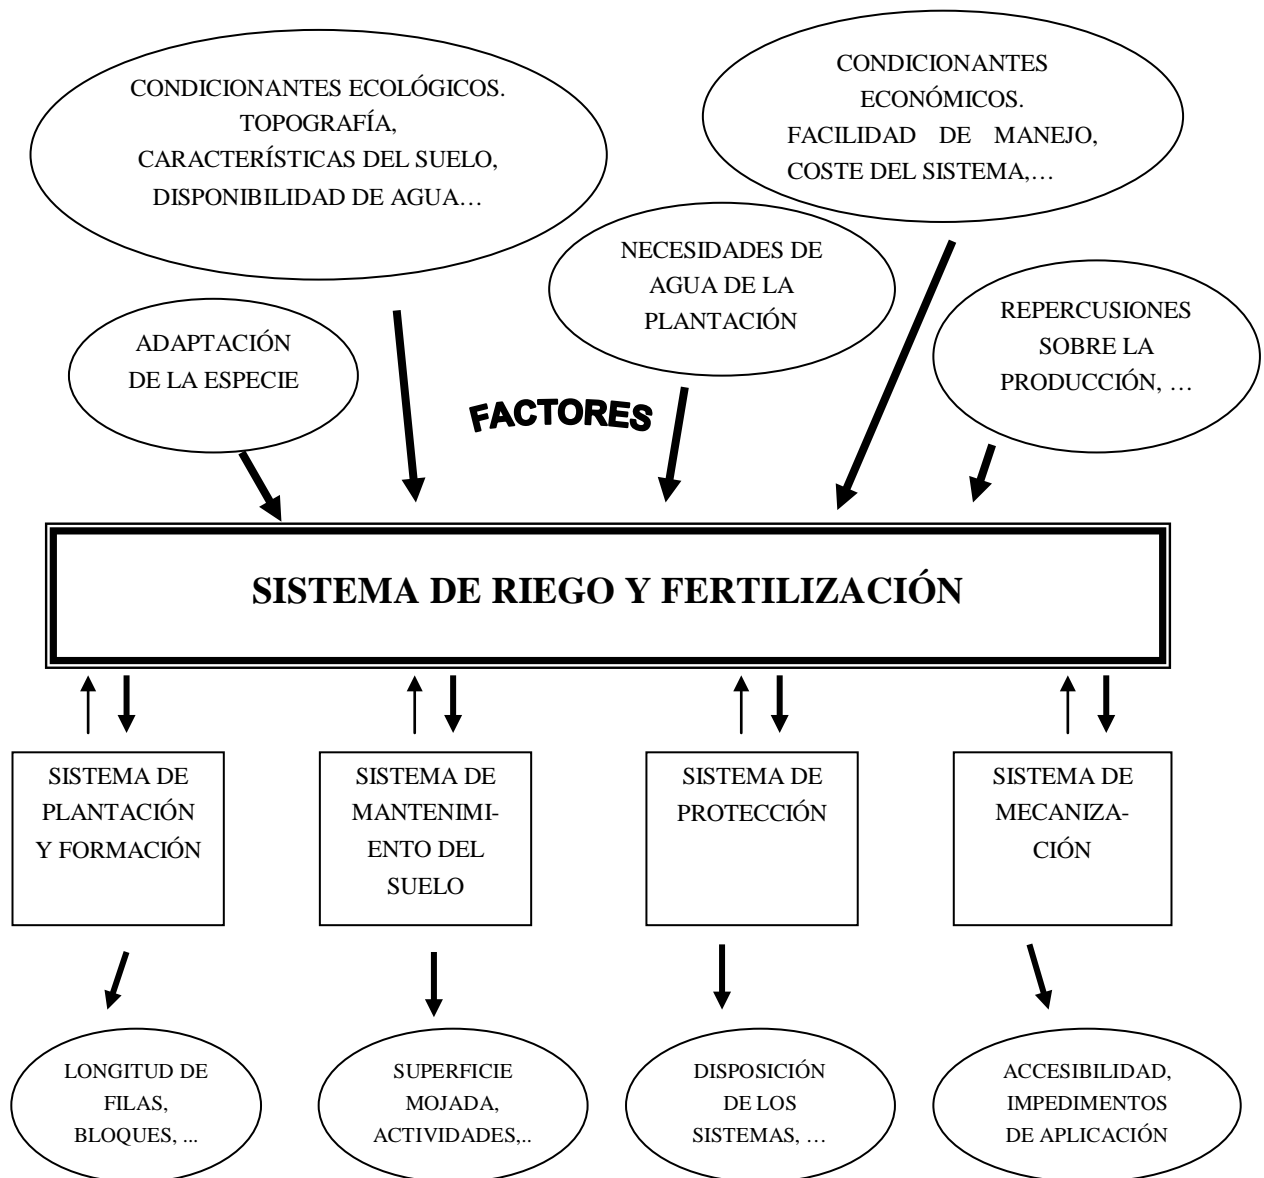 CONDICIONANTES ECOLÓGICOS.
TOPOGRAFÍA,
CARACTERÍSTICAS DEL SUELO,
DISPONIBILIDAD DE AGUA…
CONDICIONANTES
ECONÓMICOS.
FACILIDAD DE MANEJO,
COSTE DEL SISTEMA,…
NECESIDADES DE
AGUA DE LA
PLANTACIÓN
REPERCUSIONES
SOBRE LA
PRODUCCIÓN, …
ADAPTACIÓN
DE LA ESPECIE
FACTORES
SISTEMA DE RIEGO Y FERTILIZACIÓN
SISTEMA DE
PLANTACIÓN
Y FORMACIÓN
SISTEMA DE
MANTENIMI-
ENTO DEL
SUELO
SISTEMA DE
PROTECCIÓN
SISTEMA DE
MECANIZA-
CIÓN
LONGITUD DE
FILAS,
BLOQUES, ...
SUPERFICIE
MOJADA,
ACTIVIDADES,..
DISPOSICIÓN
DE LOS
SISTEMAS, …
ACCESIBILIDAD,
IMPEDIMENTOS
DE APLICACIÓN